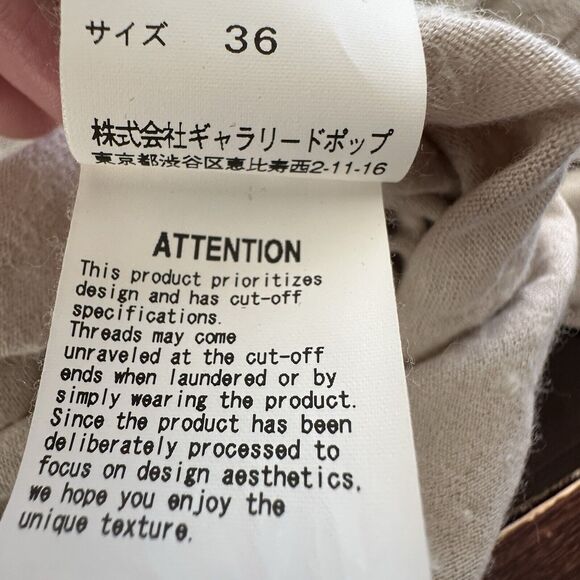 サイズ 36
株式会社ギャラリードポップ
東京都渋谷区恵比寿西2-11-16
ATTENTION
This product prioritizes
design and has cut-off
specifications.
Threads may come
unraveled at the cut-off
ends when laundered or by
simply wearing the product.
Since the product has been
deliberately processed to
focus on design aesthetics,
we hope you enjoy the
unique texture.